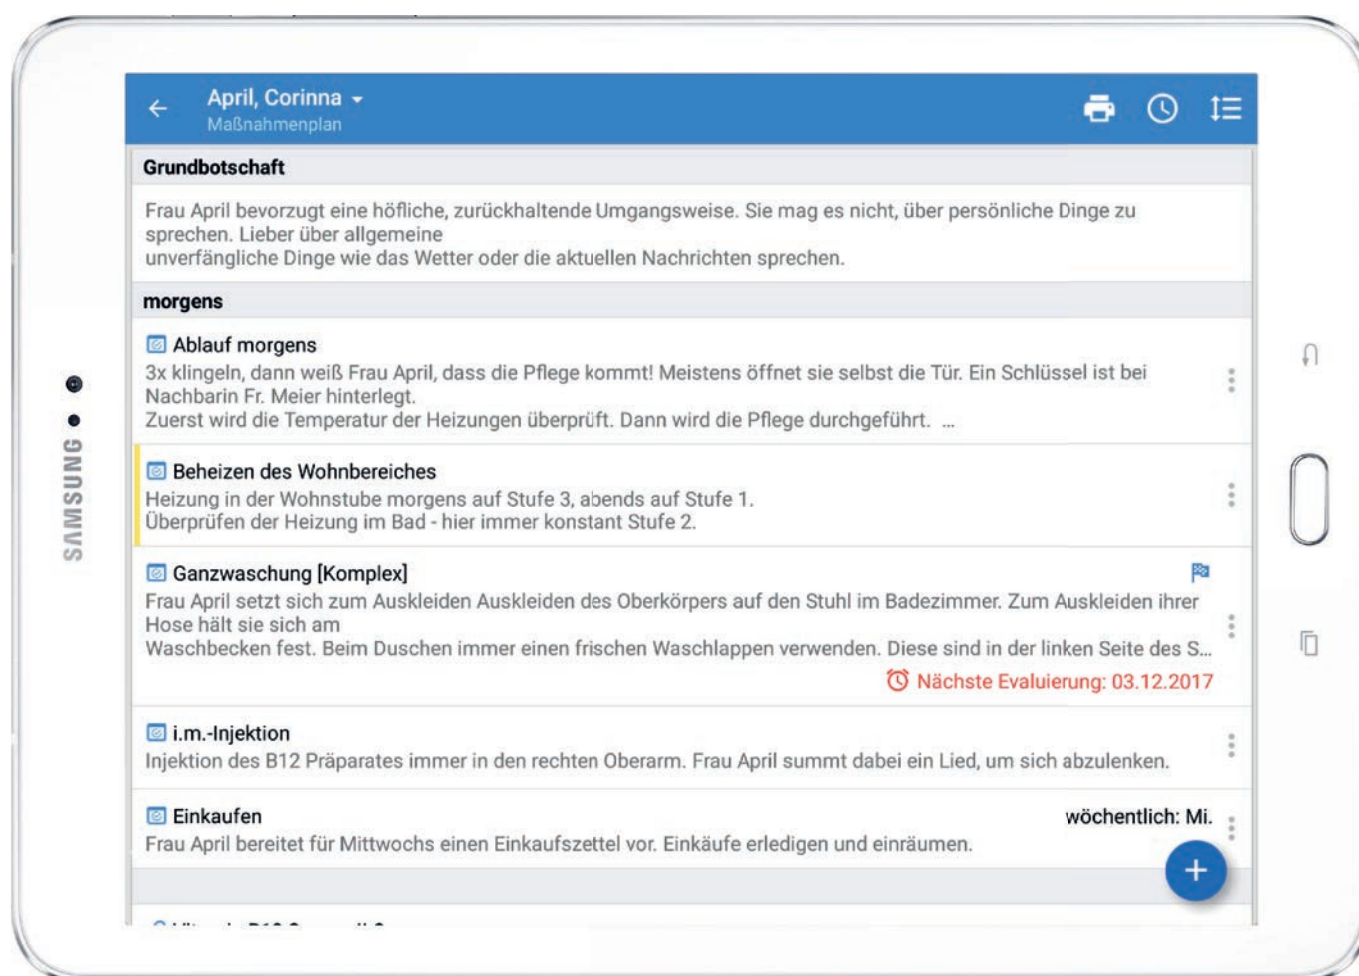 April, Corinna
Maßnahmenplan
Grundbotschaft
Frau April bevorzugt eine höfliche, zurückhaltende Umgangsweise. Sie mag es nicht, über persönliche Dinge zu
sprechen. Lieber über allgemeine
unverfängliche Dinge wie das Wetter oder die aktuellen Nachrichten sprechen.
morgens
Ablauf morgens
3x klingeln, dann weiß Frau April, dass die Pflege kommt! Meistens öffnet sie selbst die Tür. Ein Schlüssel ist bei
Nachbarin Fr. Meier hinterlegt.
Zuerst wird die Temperatur der Heizungen überprüft. Dann wird die Pflege durchgeführt. ...
Beheizen des Wohnbereiches
Heizung in der Wohnstube morgens auf Stufe 3, abends auf Stufe 1.
Überprüfen der Heizung im Bad - hier immer konstant Stufe 2.
Ganzwaschung [Komplex]
Frau April setzt sich zum Auskleiden Auskleiden des Oberkörpers auf den Stuhl im Badezimmer. Zum Auskleiden ihrer
Hose hält sie sich am
Waschbecken fest. Beim Duschen immer einen frischen Waschlappen verwenden. Diese sind in der linken Seite des S...
Nächste Evaluierung: 03.12.2017
i.m.-Injektion
Injektion des B12 Präparates immer in den rechten Oberarm. Frau April summt dabei ein Lied, um sich abzulenken.
Einkaufen wöchentlich: Mi.
Frau April bereitet für Mittwochs einen Einkaufszettel vor. Einkäufe erledigen und einräumen.
SAMSUNG